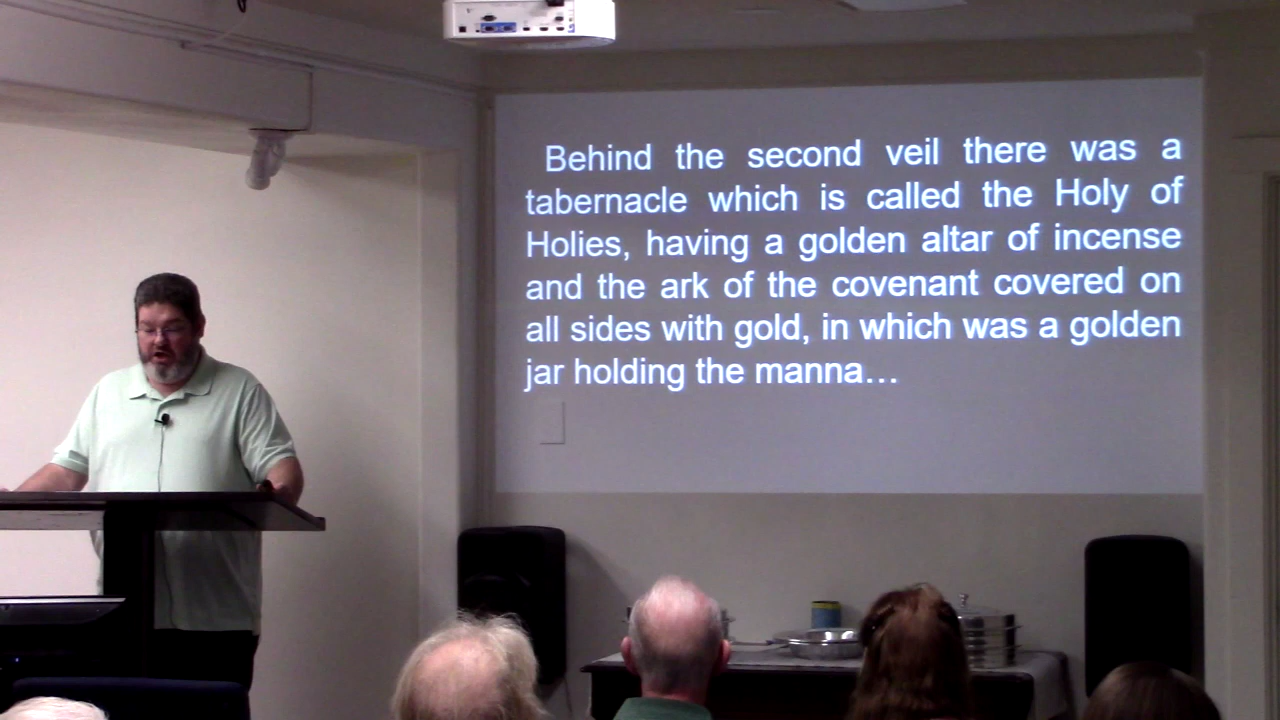 Behind the second veil there was a
tabernacle which is called the Holy of
Holies, having a golden altar of incense
and the ark of the covenant covered on
all sides with gold, in which was a golden
jar holding the manna…